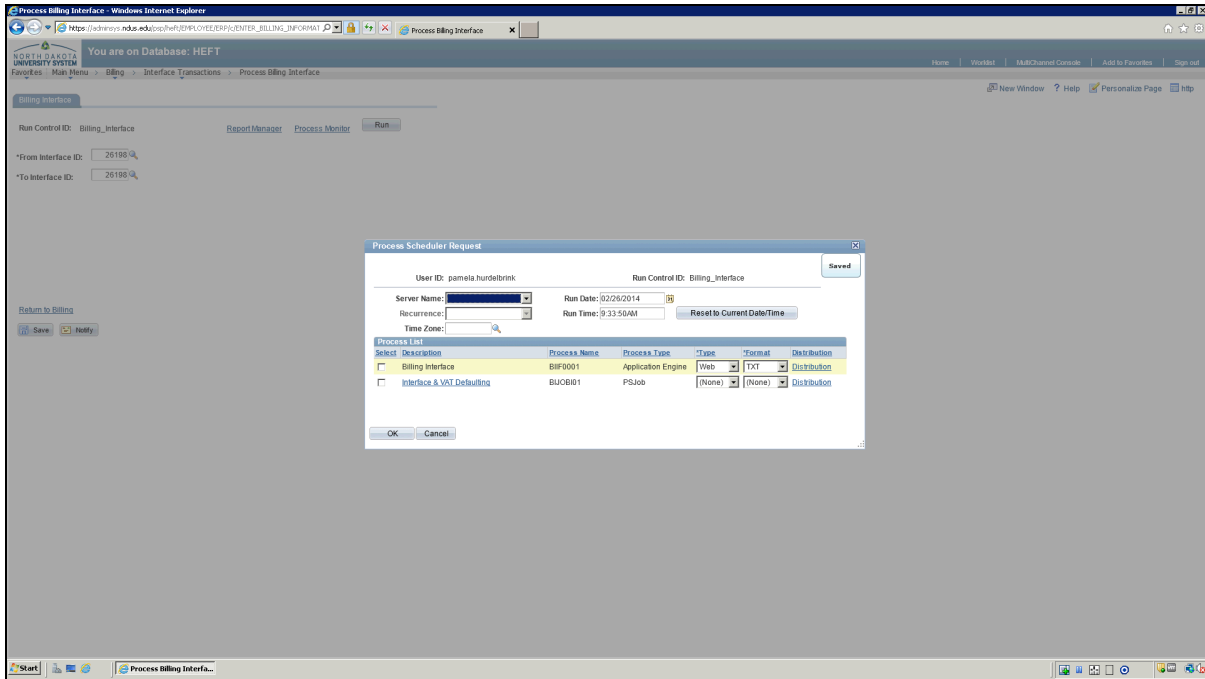 Process Billing Interface - Windows Internet Explorer
https://adminsys.ndus.edu/psp/heft/EMPLOYEE/ERP/c/ENTER_BILLING_INFORMAT
Process Billing Interface
NORTH DAKOTA
UNIVERSITY SYSTEM
You are on Database: HEFT
Home | Worklist | MultiChannel Console | Add to Favorites | Sign out
Favorites Main Menu > Billing > Interface Transactions > Process Billing Interface
New Window ? Help Personalize Page http
Billing Interface
Run Control ID: Billing_Interface Report Manager Process Monitor Run
*From Interface ID: 26198
*To Interface ID: 26198
Process Scheduler Request
Saved
User ID: pamela.hurdelbrink Run Control ID: Billing_Interface
Server Name: Run Date: 02/26/2014
Recurrence: Run Time: 9:33:50AM Reset to Current Date/Time
Time Zone:
Process List
Select Description Process Name Process Type *Type *Format Distribution
Billing Interface BIIF0001 Application Engine Web TXT Distribution
Interface & VAT Defaulting BIJOBI01 PSJob (None) (None) Distribution
OK Cancel
Return to Billing
Save Notify
Start Process Billing Interfa...